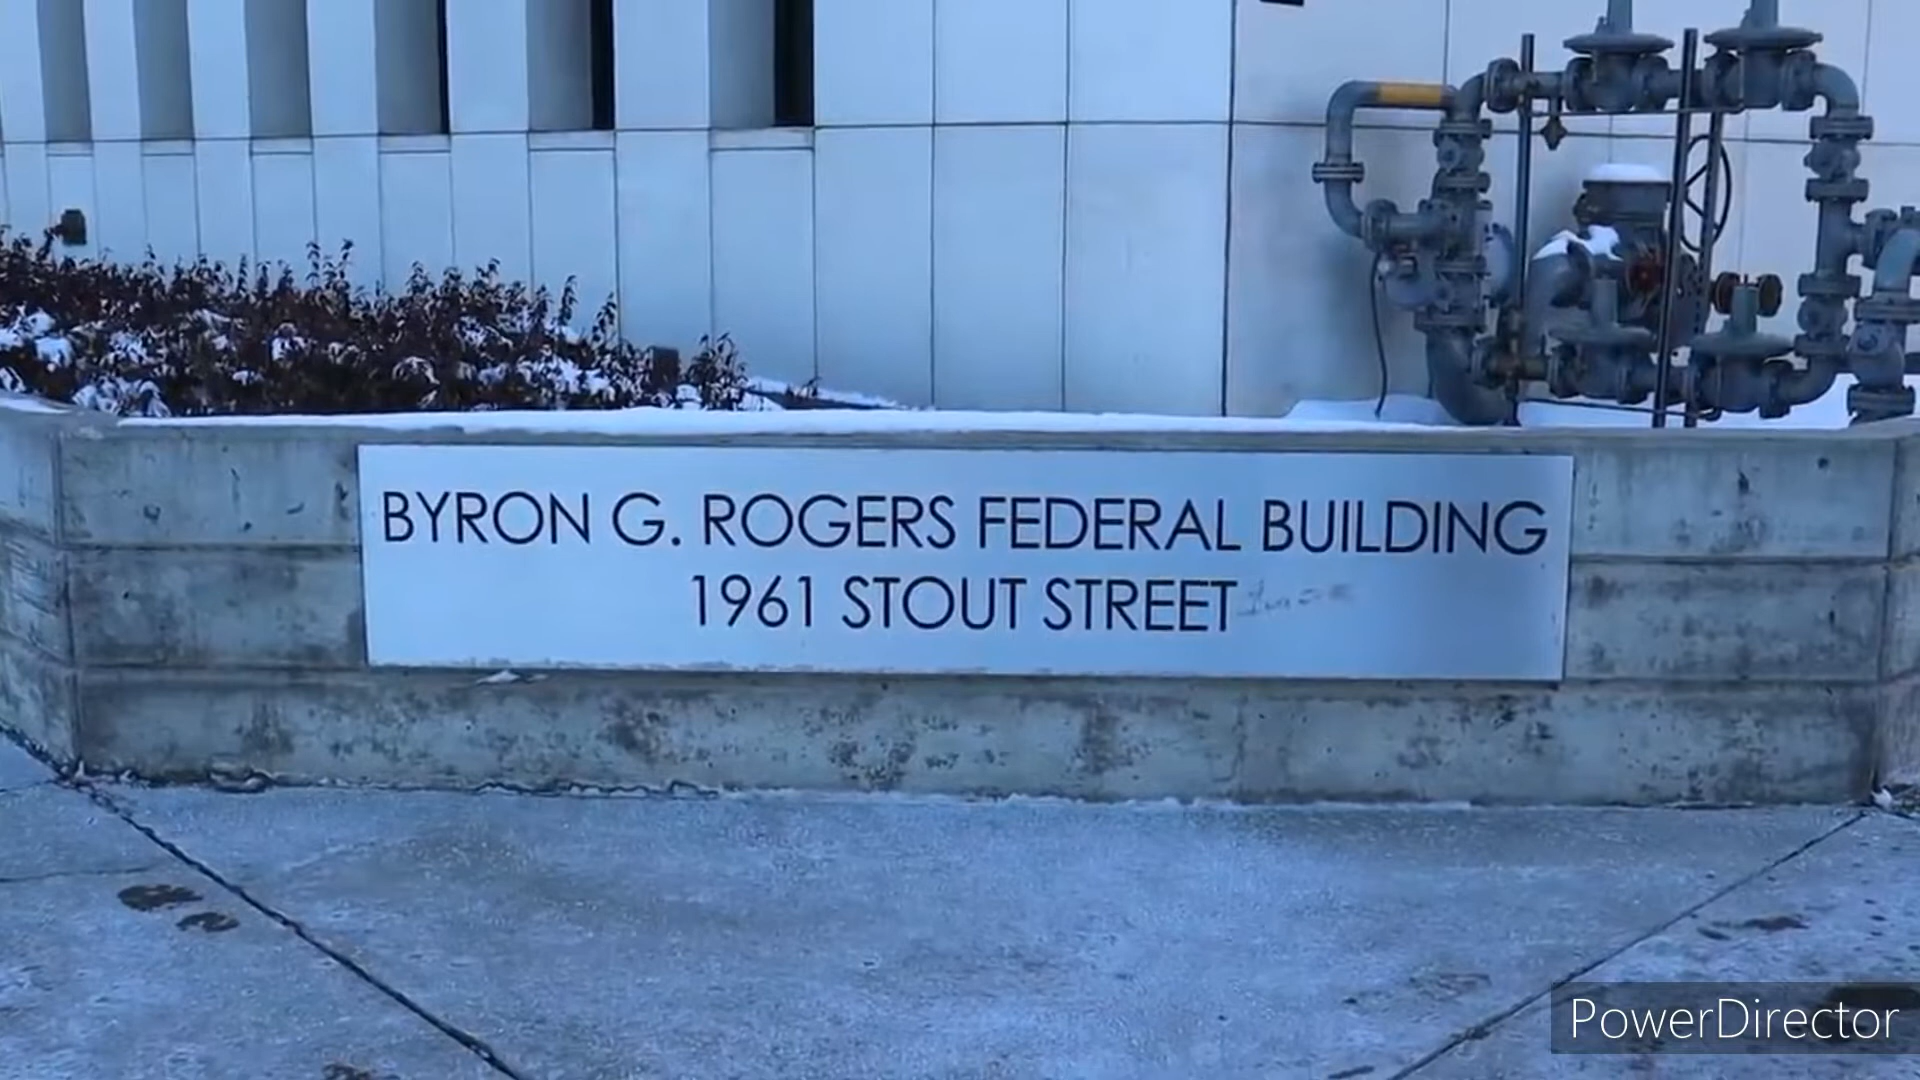 BYRON G. ROGERS FEDERAL BUILDING
1961 STOUT STREET
PowerDirector